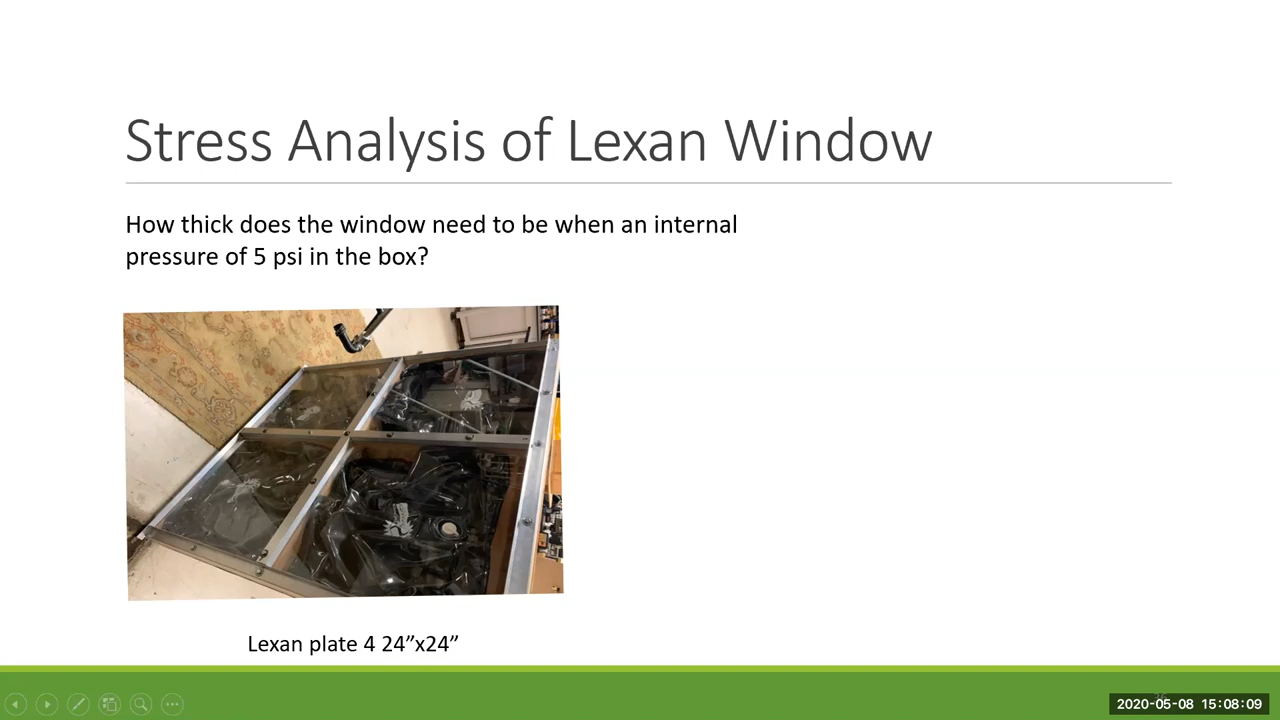 Stress Analysis of Lexan Window
How thick does the window need to be when an internal
pressure of 5 psi in the box?
Lexan plate 4 24”x24”
2020-05-08 15:08:09